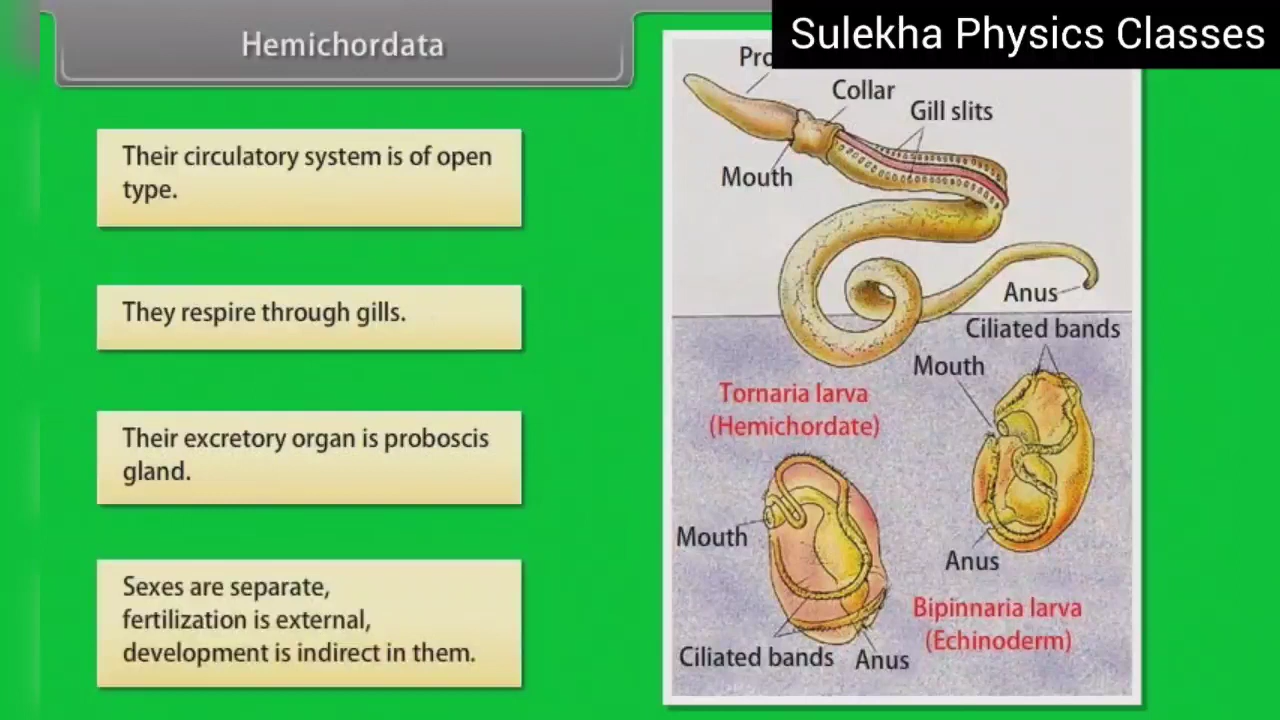 Hemichordata
Sulekha Physics Classes
Their circulatory system is of open
type.
They respire through gills.
Their excretory organ is proboscis
gland.
Sexes are separate,
fertilization is external,
development is indirect in them.
Collar
Gill slits
Mouth
Anus
Ciliated bands
Mouth
Tornaria larva
(Hemichordate)
Mouth
Anus
Bipinnaria larva
(Echinoderm)
Ciliated bands
Anus